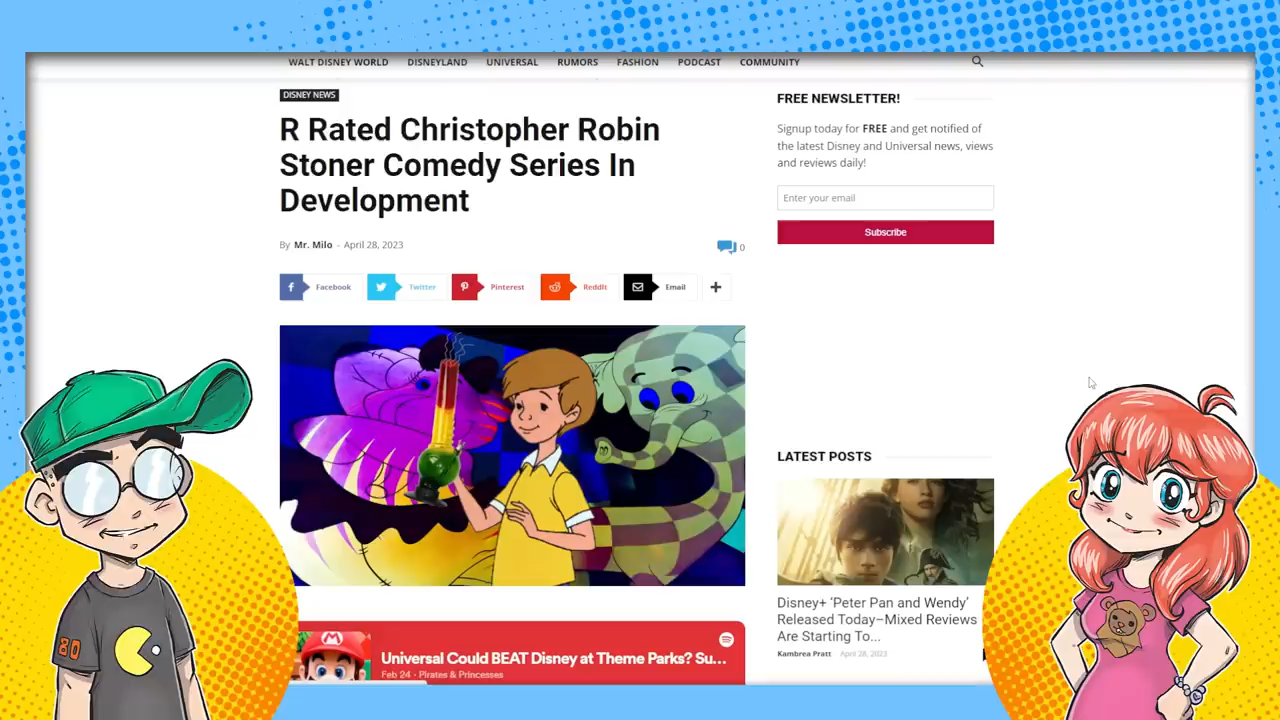 WALT DISNEY WORLD DISNEYLAND UNIVERSAL RUMORS FASHION PODCAST COMMUNITY
DISNEY NEWS
R Rated Christopher Robin
Stoner Comedy Series In
Development
By Mr. Milo - April 28, 2023
0
Facebook
Twitter
Pinterest
ReddIt
Email
FREE NEWSLETTER!
Signup today for FREE and get notified of
the latest Disney and Universal news, views
and reviews daily!
Enter your email
Subscribe
LATEST POSTS
Disney+ ‘Peter Pan and Wendy’
Released Today–Mixed Reviews
Are Starting To...
Kambrea Pratt April 28, 2023
M
Universal Could BEAT Disney at Theme Parks? Su...
Feb 24 · Pirates & Princesses
80